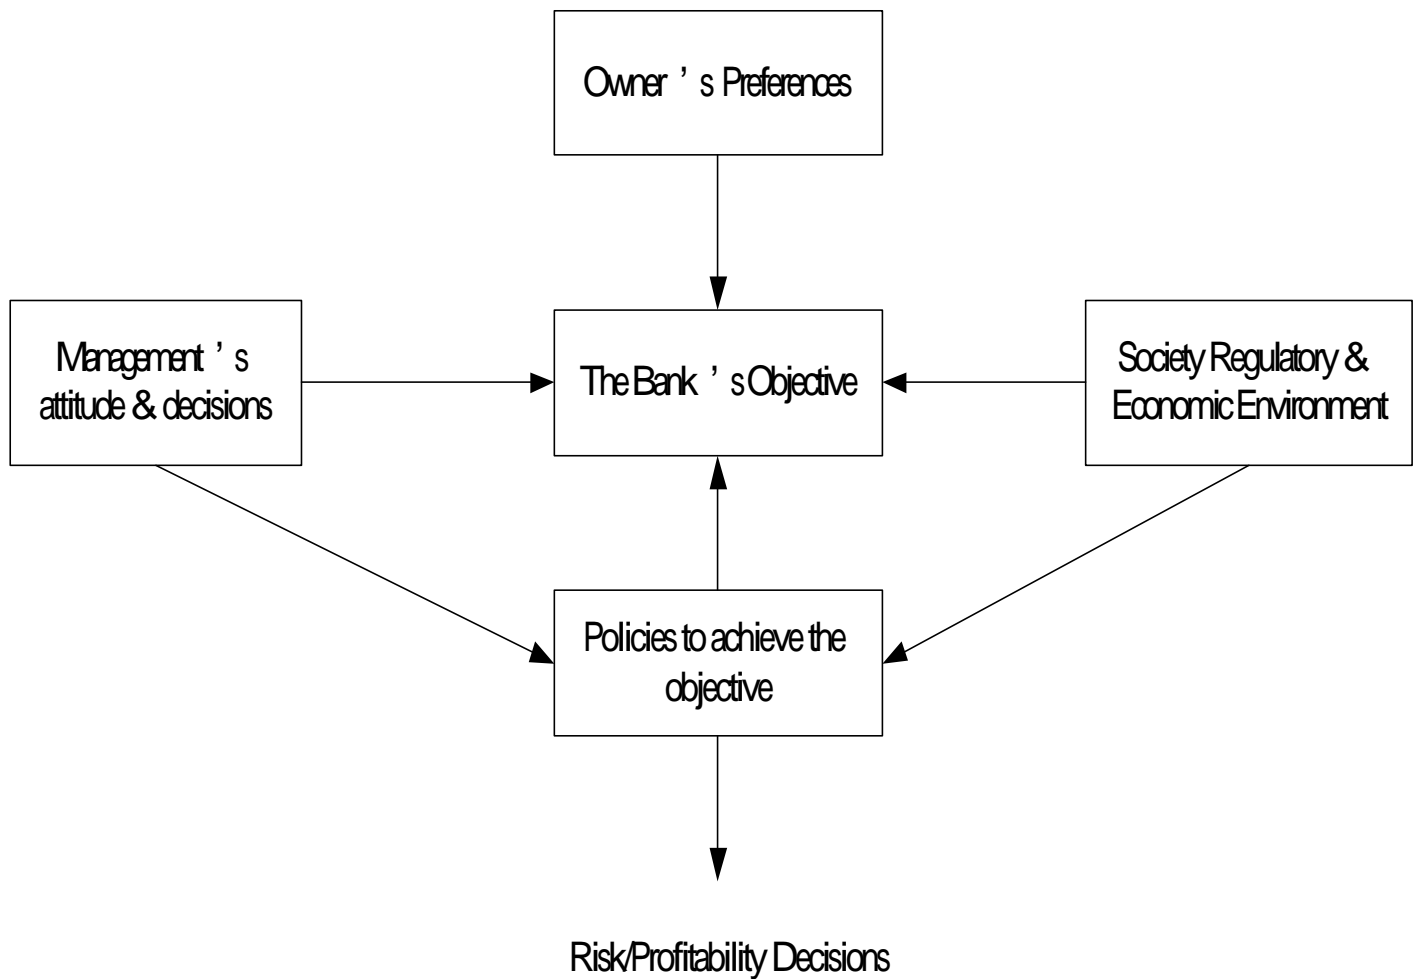 Owner ’ s Preferences
Management ’ s
attitude & decisions
The Bank ’ s Objective
Society Regulatory &
Economic Environment
Policies to achieve the
objective
Risk/Profitability Decisions